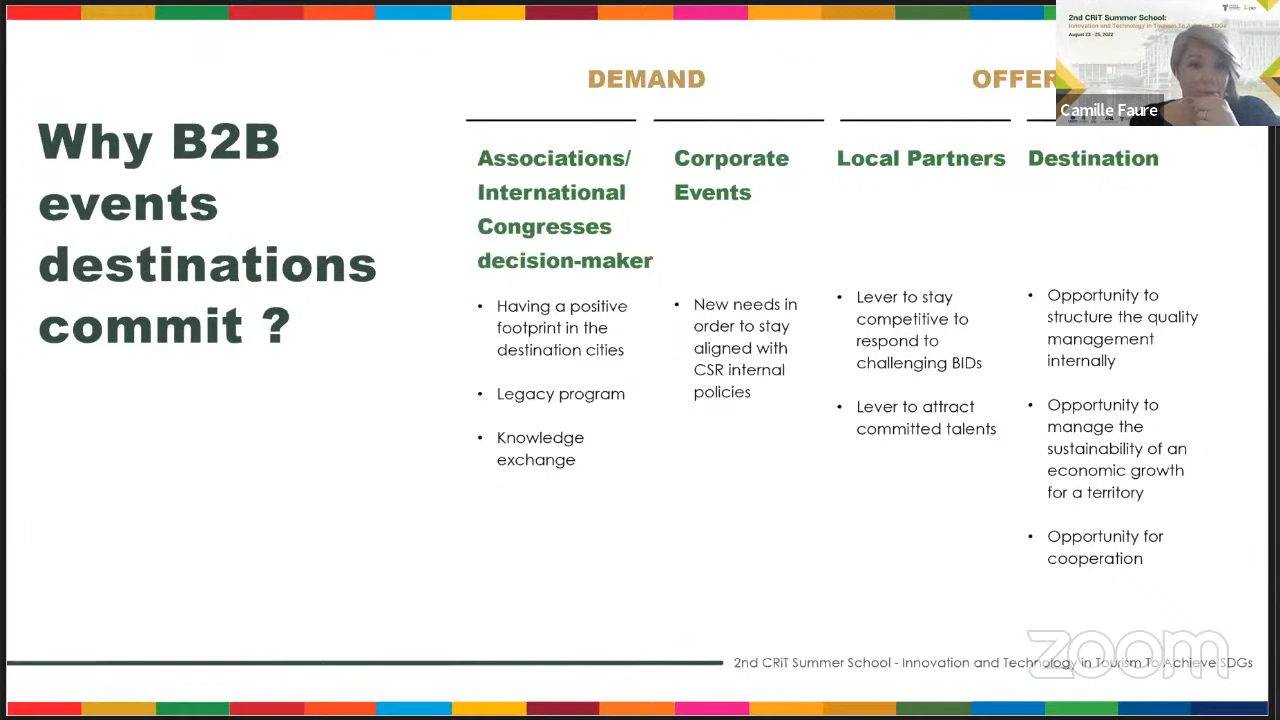 2nd CRiT Summer School:
Innovation and Technology in Tourism To Achieve SDGs
August 23 - 25, 2022
Camille Faure
Why B2B
events
destinations
commit ?
DEMAND
OFFER
Associations/
International
Congresses
decision-maker
• Having a positive
footprint in the
destination cities
• Legacy program
• Knowledge
exchange
Corporate
Events
• New needs in
order to stay
aligned with
CSR internal
policies
Local Partners
• Lever to stay
competitive to
respond to
challenging BIDs
• Lever to attract
committed talents
Destination
• Opportunity to
structure the quality
management
internally
• Opportunity to
manage the
sustainability of an
economic growth
for a territory
• Opportunity for
cooperation
2nd CRiT Summer School - Innovation and Technology in Tourism To Achieve SDGs
zoom